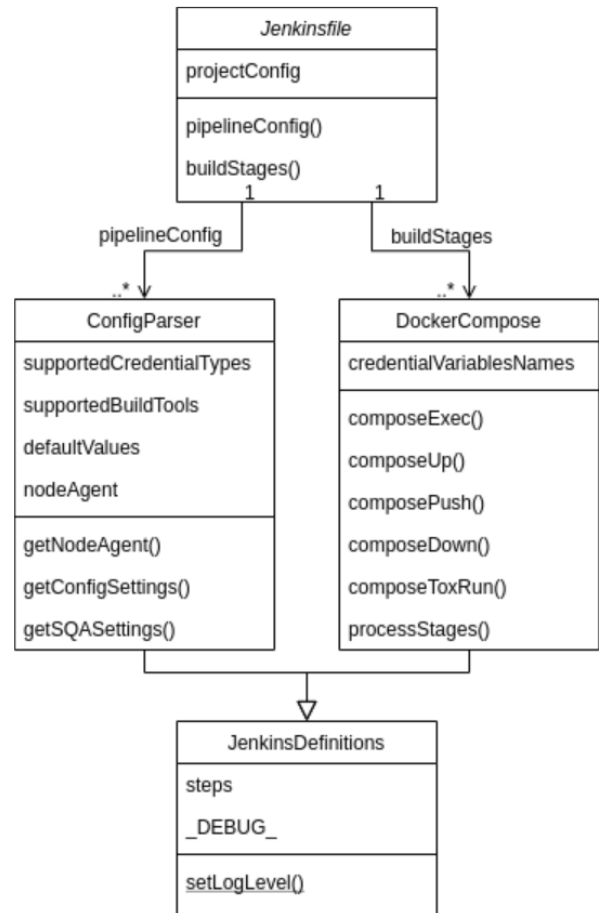 Jenkinsfile
projectConfig
pipelineConfig()
buildStages()
1
1
pipelineConfig
buildStages
..*
..*
ConfigParser
supportedCredentialTypes
supportedBuildTools
defaultValues
nodeAgent
getNodeAgent()
getConfigSettings()
getSQASettings()
DockerCompose
credentialVariablesNames
composeExec()
composeUp()
composePush()
composeDown()
composeToxRun()
processStages()
JenkinsDefinitions
steps
_DEBUG_
setLogLevel()